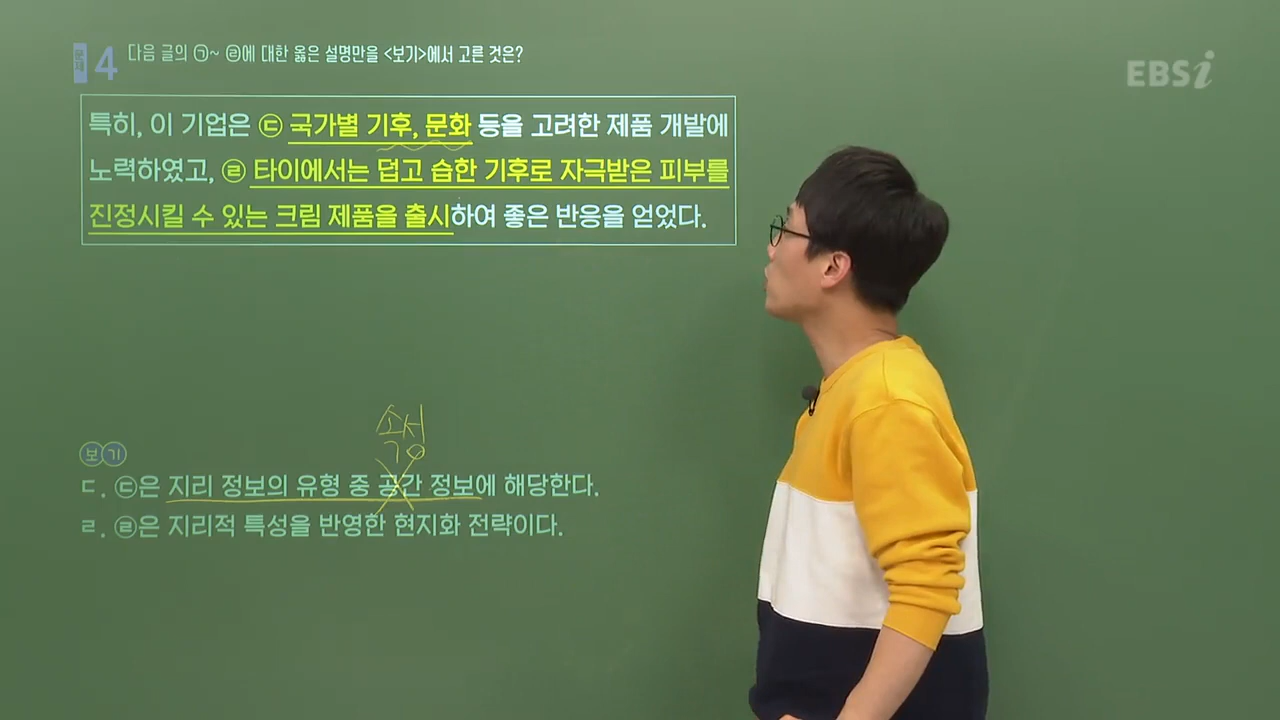 문제 4 다음 글의 ㉠~ ㉣에 대한 옳은 설명만을 <보기>에서 고른 것은?
EBSi
특히, 이 기업은 ㉢ 국가별 기후, 문화 등을 고려한 제품 개발에
노력하였고, ㉣ 타이에서는 덥고 습한 기후로 자극받은 피부를
진정시킬 수 있는 크림 제품을 출시하여 좋은 반응을 얻었다.
속성
보기
ㄷ. ㉢은 지리 정보의 유형 중 공간 정보에 해당한다.
ㄹ. ㉣은 지리적 특성을 반영한 현지화 전략이다.